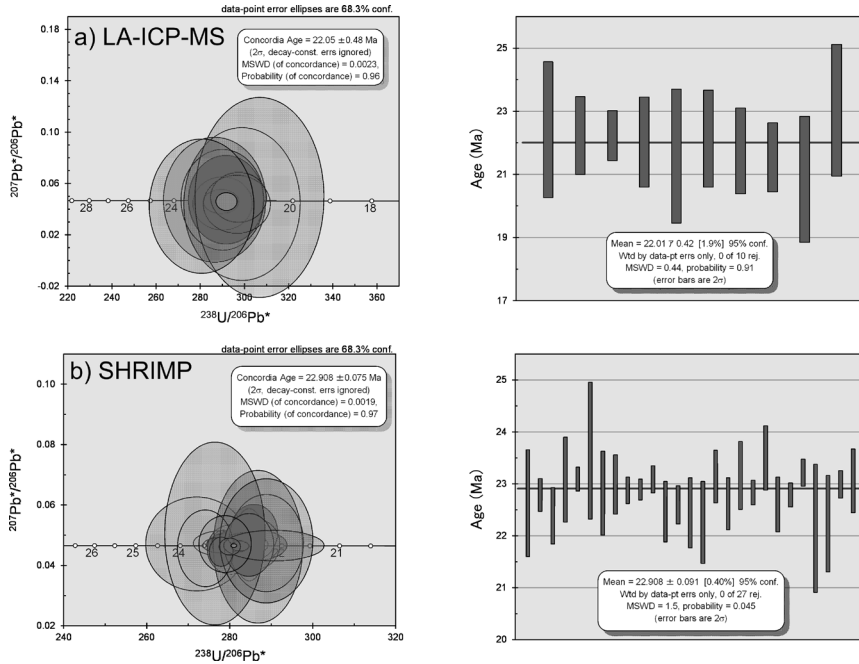 data-point error ellipses are 68.3% conf.
a) LA-ICP-MS
Concordia Age = 22.05 ±0.48 Ma
(2σ, decay-const. errs ignored)
MSWD (of concordance) = 0.0023,
Probability (of concordance) = 0.96
0.18
0.14
0.10
0.06
0.02
-0.02
207Pb*/206Pb*
28 26 24 20 18
220 240 260 280 300 320 340 360
238U/206Pb*
25
23
21
19
17
Age (Ma)
Mean = 22.01 7 0.42 [1.9%] 95% conf.
Wtd by data-pt errs only, 0 of 10 rej.
MSWD = 0.44, probability = 0.91
(error bars are 2σ)
data-point error ellipses are 68.3% conf.
b) SHRIMP
Concordia Age = 22.908 ±0.075 Ma
(2σ, decay-const. errs ignored)
MSWD (of concordance) = 0.0019,
Probability (of concordance) = 0.97
0.10
0.08
0.06
0.04
0.02
207Pb*/206Pb*
26 25 24 21
240 260 280 300 320
238U/206Pb*
25
24
23
22
21
20
Age (Ma)
Mean = 22.908 ± 0.091 [0.40%] 95% conf.
Wtd by data-pt errs only, 0 of 27 rej.
MSWD = 1.5, probability = 0.045
(error bars are 2σ)